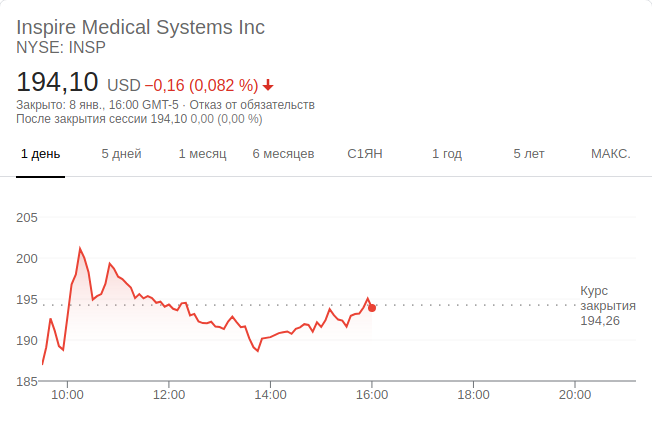 Inspire Medical Systems Inc
NYSE: INSP
194,10 USD −0,16 (0,082 %)
Закрыто: 8 янв., 16:00 GMT-5 · Отказ от обязательств
После закрытия сессии 194,10 0,00 (0,00 %)
1 день 5 дней 1 месяц 6 месяцев С1ЯН 1 год 5 лет МАКС.
205
200
195
190
185
Курс
закрытия
194,26
10:00 12:00 14:00 16:00 18:00 20:00